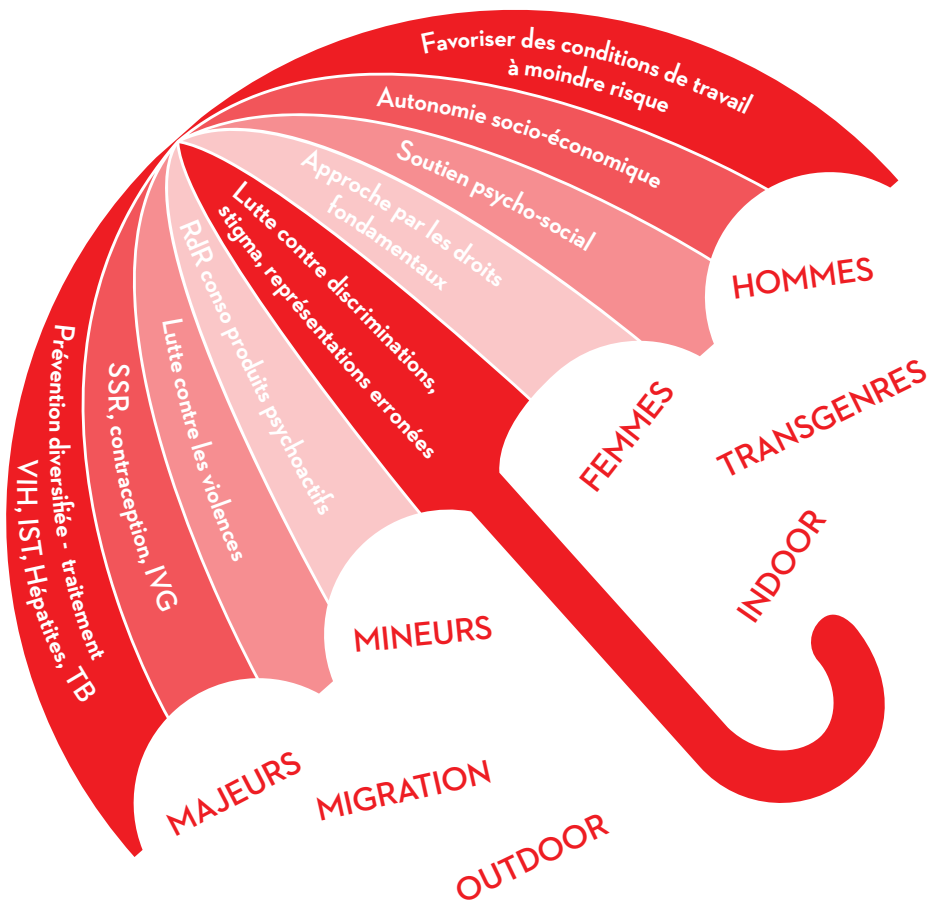 Favoriser des conditions de travail
à moindre risque
Autonomie socio-économique
Soutien psycho-social
Approche par les droits
fondamentaux
Lutte contre discriminations,
stigma, représentations erronées
RdR conso produits psychoactifs
Lutte contre les violences
SSR, contraception, IVG
Prévention diversifiée - traitement
VIH, IST, Hépatites, TB
HOMMES
FEMMES
TRANSGENRES
INDOOR
MINEURS
MAJEURS
MIGRATION
OUTDOOR